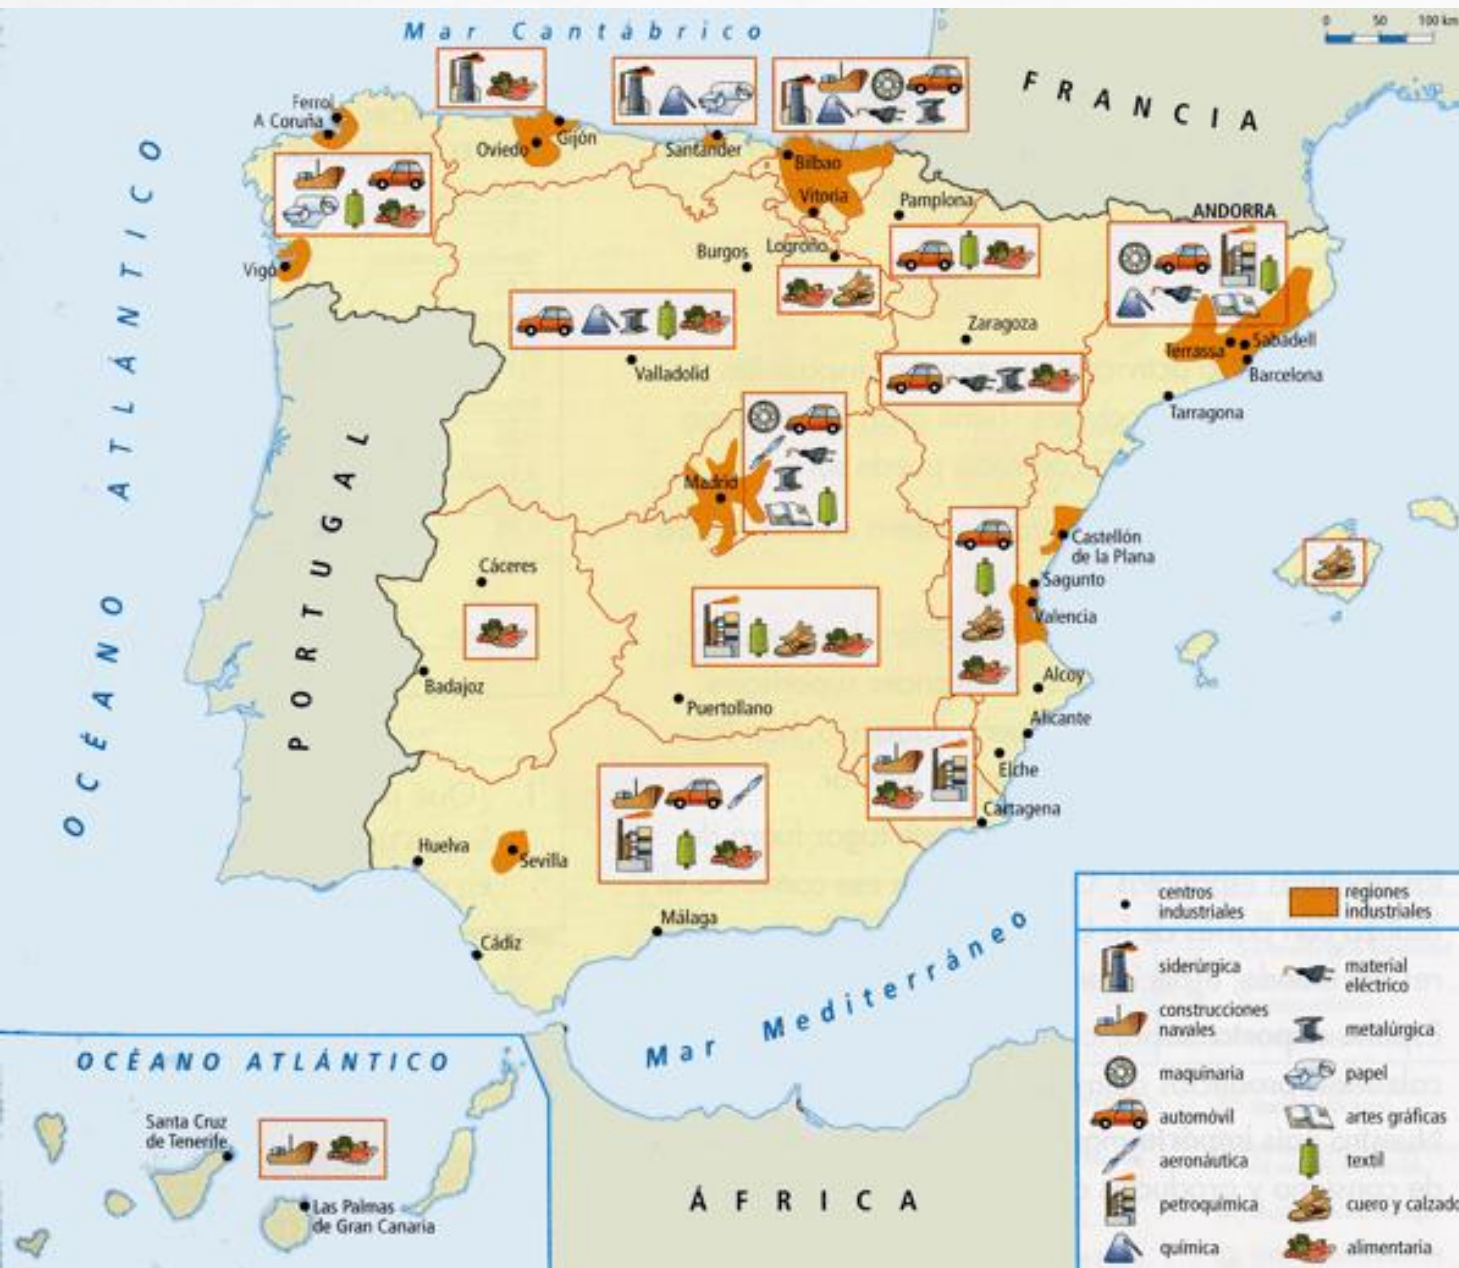 Mar Cantábrico
0 50 100 km
FRANCIA
OCÉANO ATLÁNTICO
Ferrol
A Coruña
Oviedo
Gijón
Santander
Bilbao
Vitoria
Pamplona
ANDORRA
Vigo
Burgos
Logroño
Zaragoza
Terrassa
Sabadell
Barcelona
Tarragona
Valladolid
PORTUGAL
Madrid
Castellón
de la Plana
Sagunto
Valencia
Cáceres
Badajoz
Puertollano
Alcoy
Alicante
Elche
Cartagena
Huelva
Sevilla
Málaga
Cádiz
Mar Mediterráneo
ÁFRICA
OCÉANO ATLÁNTICO
Santa Cruz
de Tenerife
Las Palmas
de Gran Canaria
centros
industriales
regiones
industriales
siderúrgica
material
eléctrico
construcciones
navales
metalúrgica
maquinaria
papel
automóvil
artes gráficas
aeronáutica
textil
petroquímica
cuero y calzado
química
alimentaria